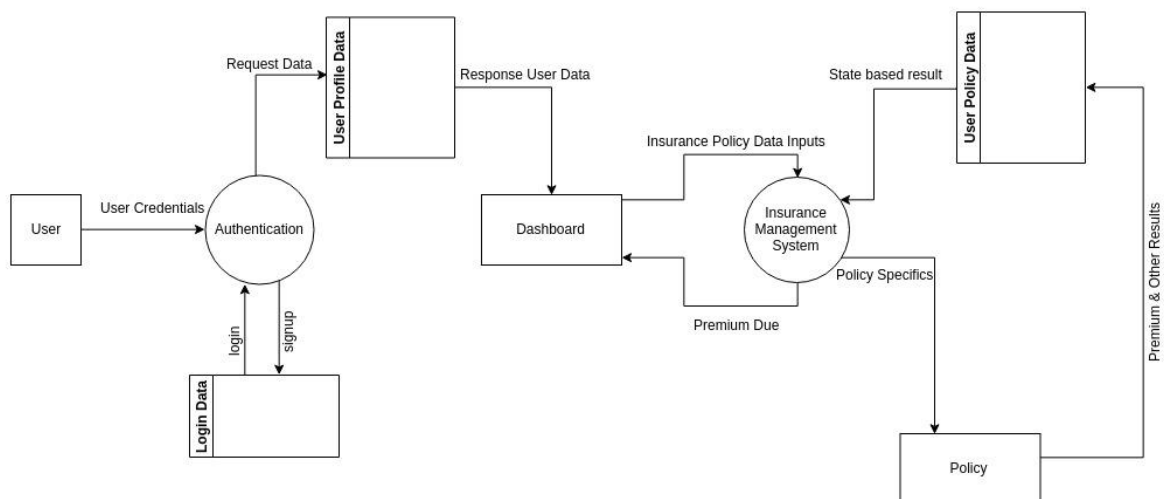 Request Data
User Profile Data
Response User Data
State based result
User Policy Data
Insurance Policy Data Inputs
User
User Credentials
Authentication
Dashboard
Insurance
Management
System
Policy Specifics
Premium Due
Premium & Other Results
login
signup
Login Data
Policy